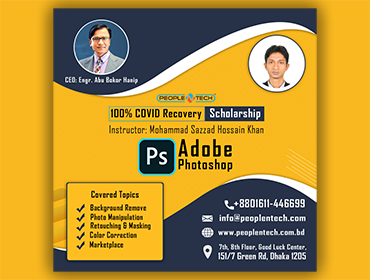 CEO: Engr. Abu Bokor Hanip
PEOPLE N TECH
100% COVID Recovery Scholarship
Instructor: Mohammad Sazzad Hossain Khan
Ps Adobe
Photoshop
Covered Topics
Background Remove
Photo Manipulation
Retouching & Masking
Color Correction
Marketplace
+8801611-446699
info@peoplentech.com
www.peoplentech.com.bd
7th, 8th Floor, Good Luck Center,
151/7 Green Rd, Dhaka 1205